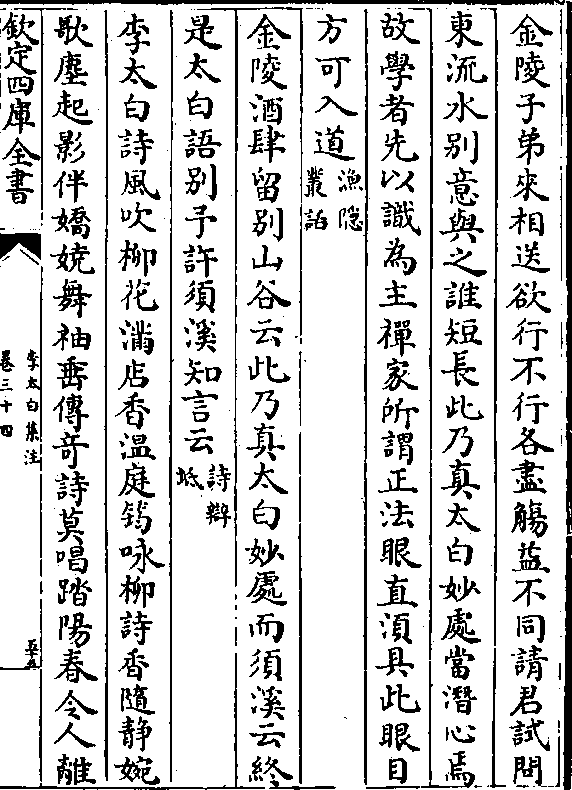 金陵子弟來相送欲行不行各盡觴益不同請君試問
東流水別意與之誰短長此乃真太白妙處當潛心焉
故學者先以識為主禪家所謂正法眼直須具此眼目
方可入道漁隠叢話
金陵酒肆留別山谷云此乃真太白妙處而須溪云終
是太白語別予許須溪知言云詩辯坻
李太白詩風吹柳花滿店香温庭筠咏柳詩香隨静婉
歌塵起影伴嬌嬈舞袖垂傳竒詩莫唱踏陽春令人離
欽定四庫全書
李太白集注
卷三十四
至五